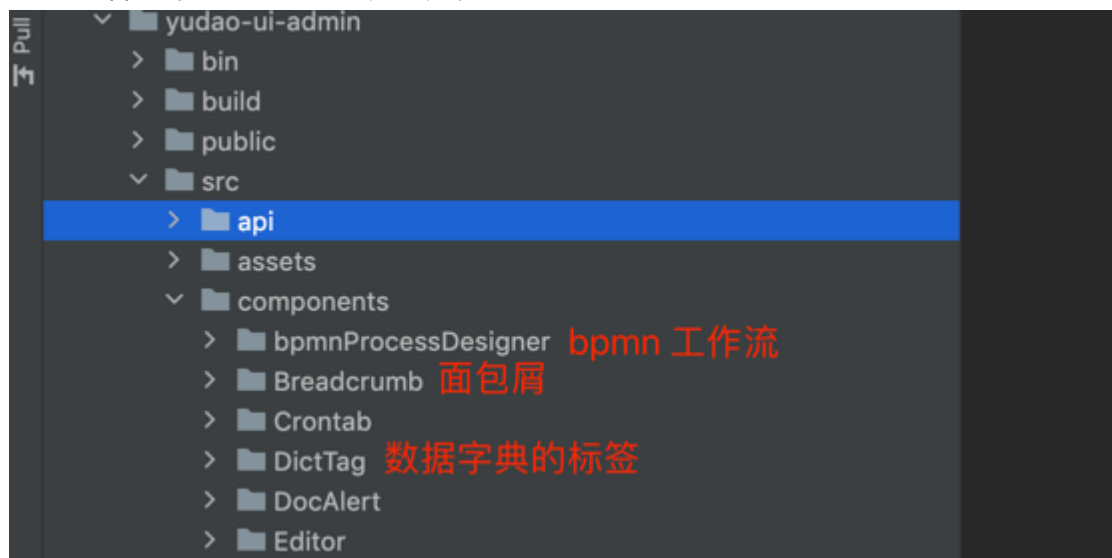 Pull
yudao-ui-admin
bin
build
public
src
api
assets
components
bpmnProcessDesigner bpmn 工作流
Breadcrumb 面包屑
Crontab
DictTag 数据字典的标签
DocAlert
Editor